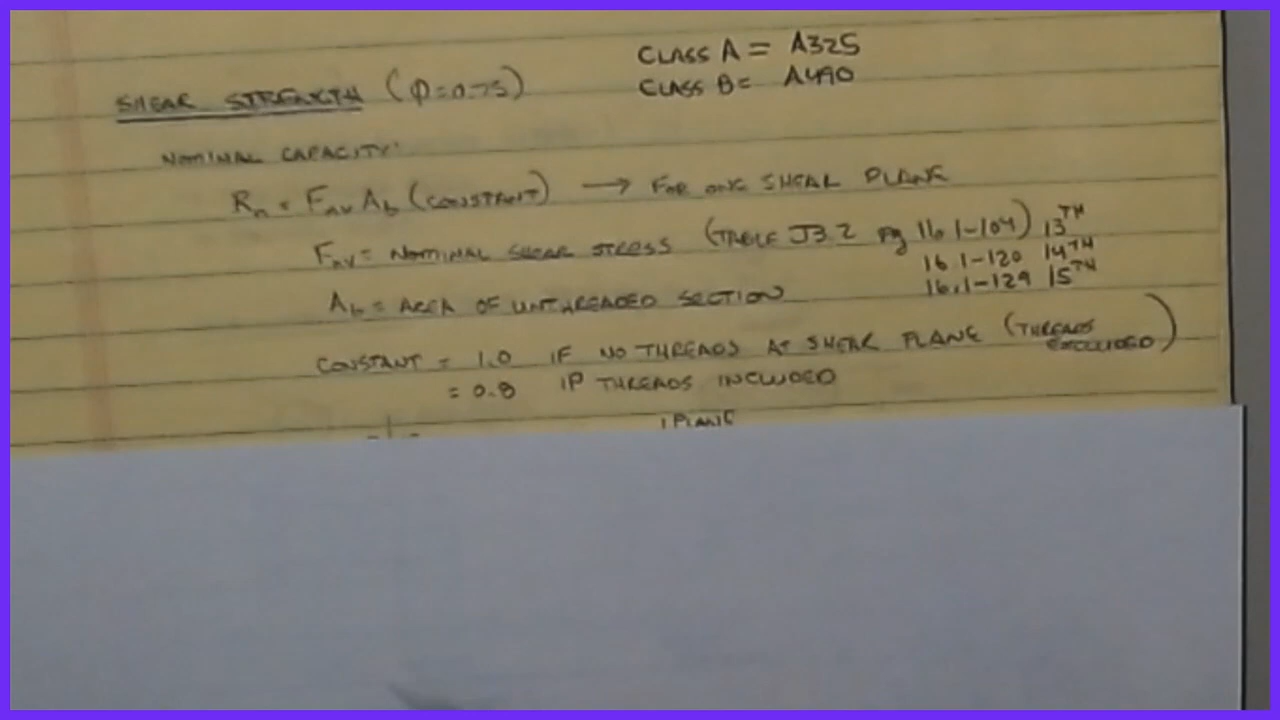 CLASS A = A325
CLASS B = A490
SHEAR STRENGTH (Φ=0.75)
NOMINAL CAPACITY:
Rn = Fnv Ab (CONSTANT) → FOR ONE SHEAR PLANE
Fnv = NOMINAL SHEAR STRESS (TABLE J3.2 pg 16.1-104) 13TH
16.1-120 14TH
16.1-129 15TH
Ab = AREA OF UNTHREADED SECTION
CONSTANT = 1.0 IF NO THREADS AT SHEAR PLANE (THREADS EXCLUDED)
= 0.8 IF THREADS INCLUDED
1 PLANE